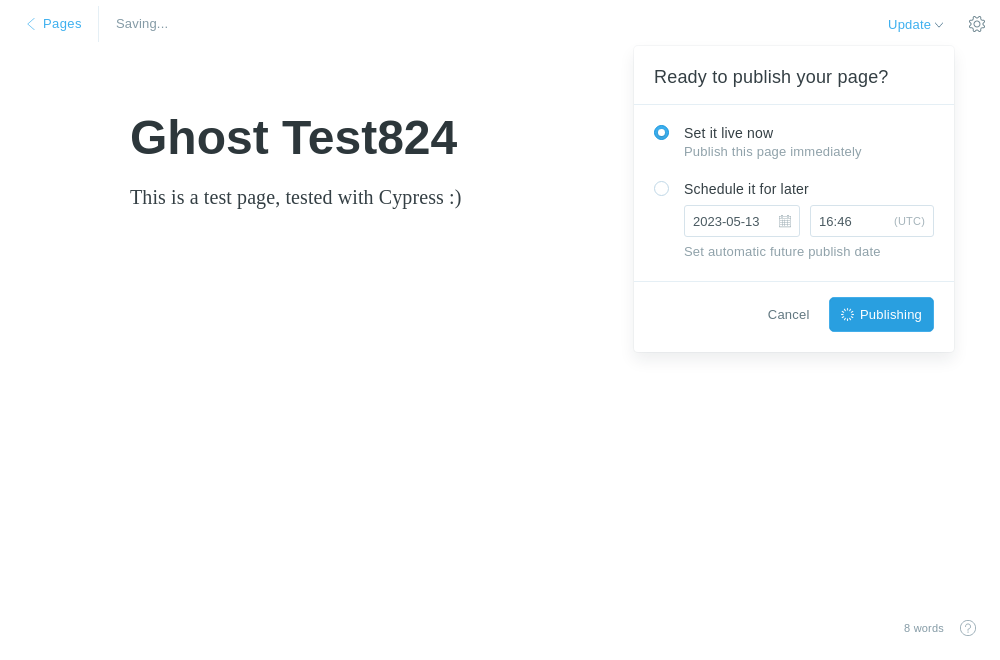 Pages
Saving...
Update
Ready to publish your page?
Ghost Test824
This is a test page, tested with Cypress :)
Set it live now
Publish this page immediately
Schedule it for later
2023-05-13
16:46 (UTC)
Set automatic future publish date
Cancel
Publishing
8 words
?